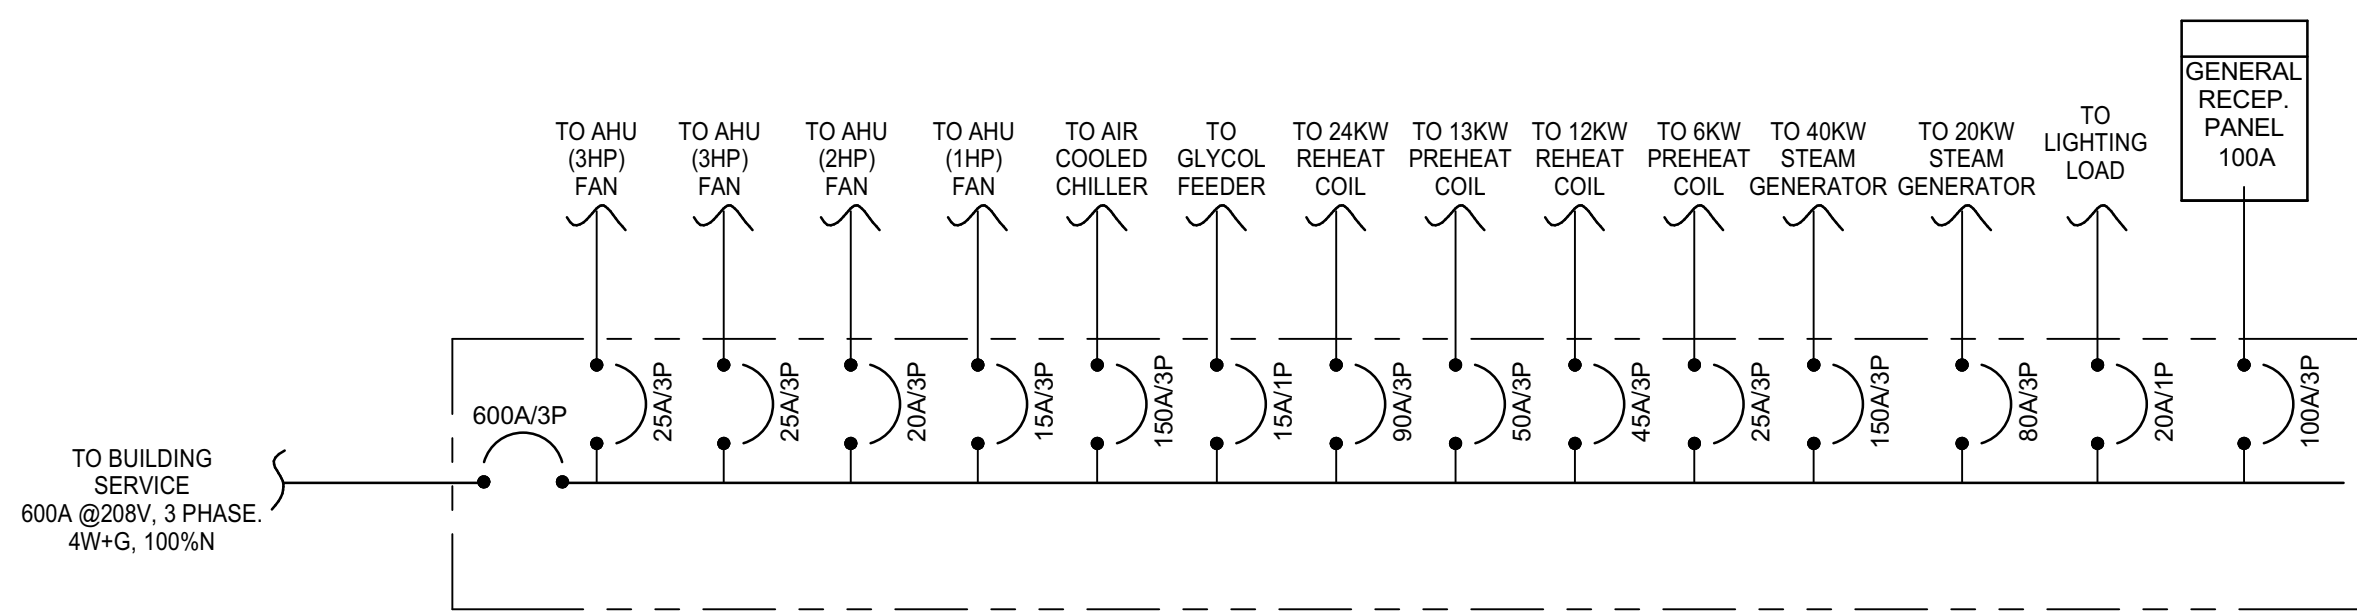 TO AHU
(3HP)
FAN
TO AHU
(3HP)
FAN
TO AHU
(2HP)
FAN
TO AHU
(1HP)
FAN
TO AIR
COOLED
CHILLER
TO
GLYCOL
FEEDER
TO 24KW
REHEAT
COIL
TO 13KW
PREHEAT
COIL
TO 12KW
REHEAT
COIL
TO 6KW
PREHEAT
COIL
TO 40KW
STEAM
GENERATOR
TO 20KW
STEAM
GENERATOR
TO
LIGHTING
LOAD
GENERAL
RECEP.
PANEL
100A
600A/3P
25A/3P
25A/3P
20A/3P
15A/3P
150A/3P
15A/1P
90A/3P
50A/3P
45A/3P
25A/3P
150A/3P
80A/3P
20A/1P
100A/3P
TO BUILDING
SERVICE
600A @208V, 3 PHASE.
4W+G, 100%N